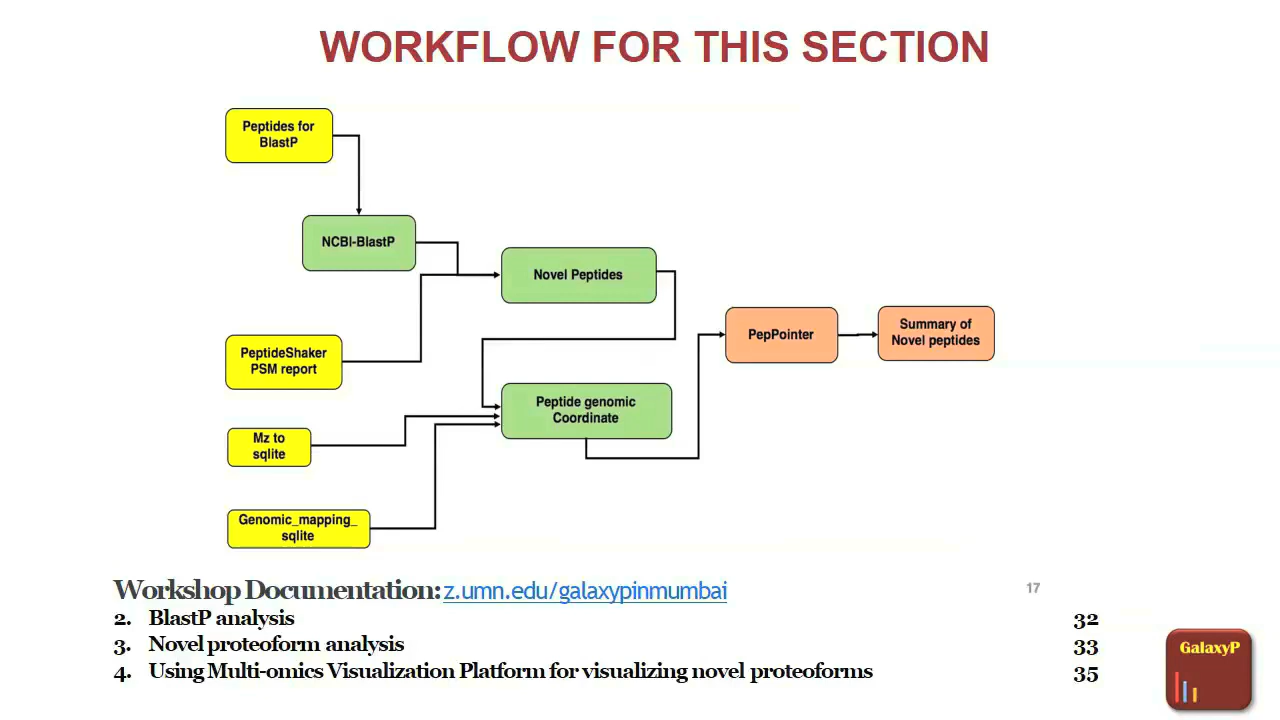 WORKFLOW FOR THIS SECTION
Peptides for
BlastP
NCBI-BlastP
Novel Peptides
PeptideShaker
PSM report
PepPointer
Summary of
Novel peptides
Peptide genomic
Coordinate
Mz to
sqlite
Genomic_mapping_
sqlite
Workshop Documentation: z.umn.edu/galaxypinmumbai
17
2. BlastP analysis 32
3. Novel proteoform analysis 33
4. Using Multi-omics Visualization Platform for visualizing novel proteoforms 35
GalaxyP